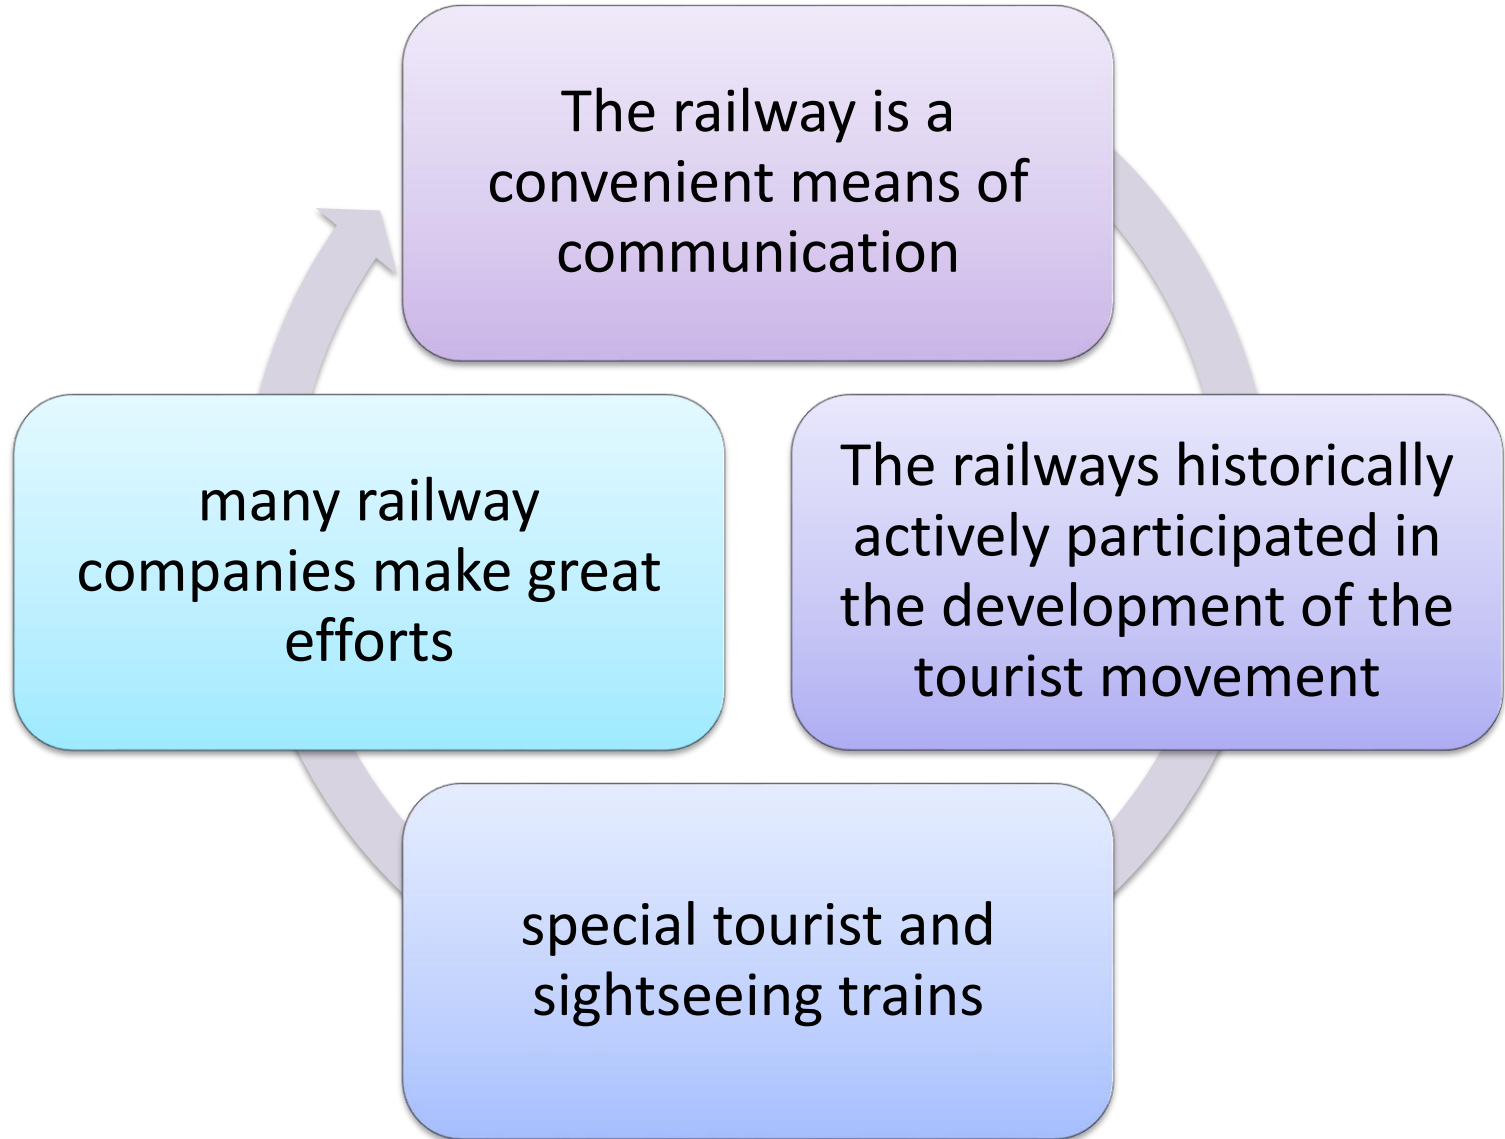 The railway is a
convenient means of
communication
The railways historically
actively participated in
the development of the
tourist movement
special tourist and
sightseeing trains
many railway
companies make great
efforts